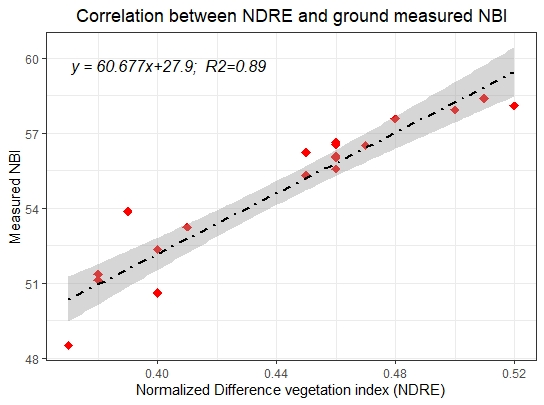 Correlation between NDRE and ground measured NBI
y = 60.677x+27.9; R2=0.89
Measured NBI
60
57
54
51
48
0.40 0.44 0.48 0.52
Normalized Difference vegetation index (NDRE)